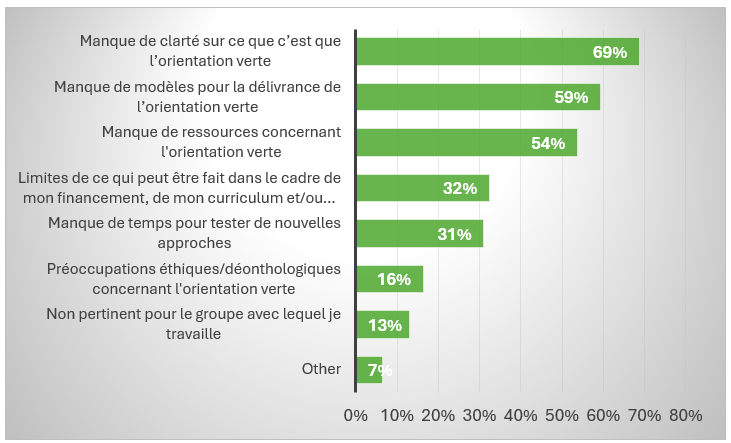 Manque de clarté sur ce que c’est que
l’orientation verte
69%
Manque de modèles pour la délivrance de
l’orientation verte
59%
Manque de ressources concernant
l'orientation verte
54%
Limites de ce qui peut être fait dans le cadre de
mon financement, de mon curriculum et/ou...
32%
Manque de temps pour tester de nouvelles
approches
31%
Préoccupations éthiques/déonthologiques
concernant l'orientation verte
16%
Non pertinent pour le groupe avec lequel je
travaille
13%
Other
7%
0% 10% 20% 30% 40% 50% 60% 70% 80%